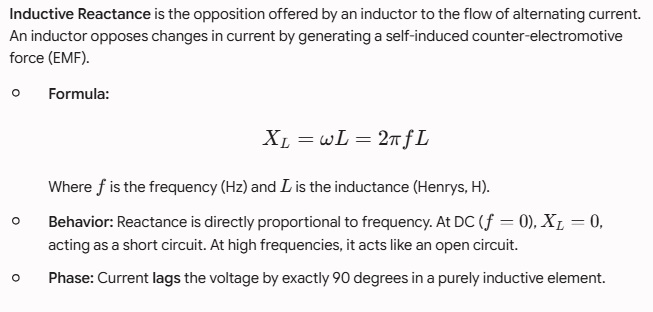 Inductive Reactance is the opposition offered by an inductor to the flow of alternating current.
An inductor opposes changes in current by generating a self-induced counter-electromotive
force (EMF).
○ Formula:
X_L = ωL = 2πfL
Where f is the frequency (Hz) and L is the inductance (Henrys, H).
○ Behavior: Reactance is directly proportional to frequency. At DC (f = 0), X_L = 0,
acting as a short circuit. At high frequencies, it acts like an open circuit.
○ Phase: Current lags the voltage by exactly 90 degrees in a purely inductive element.